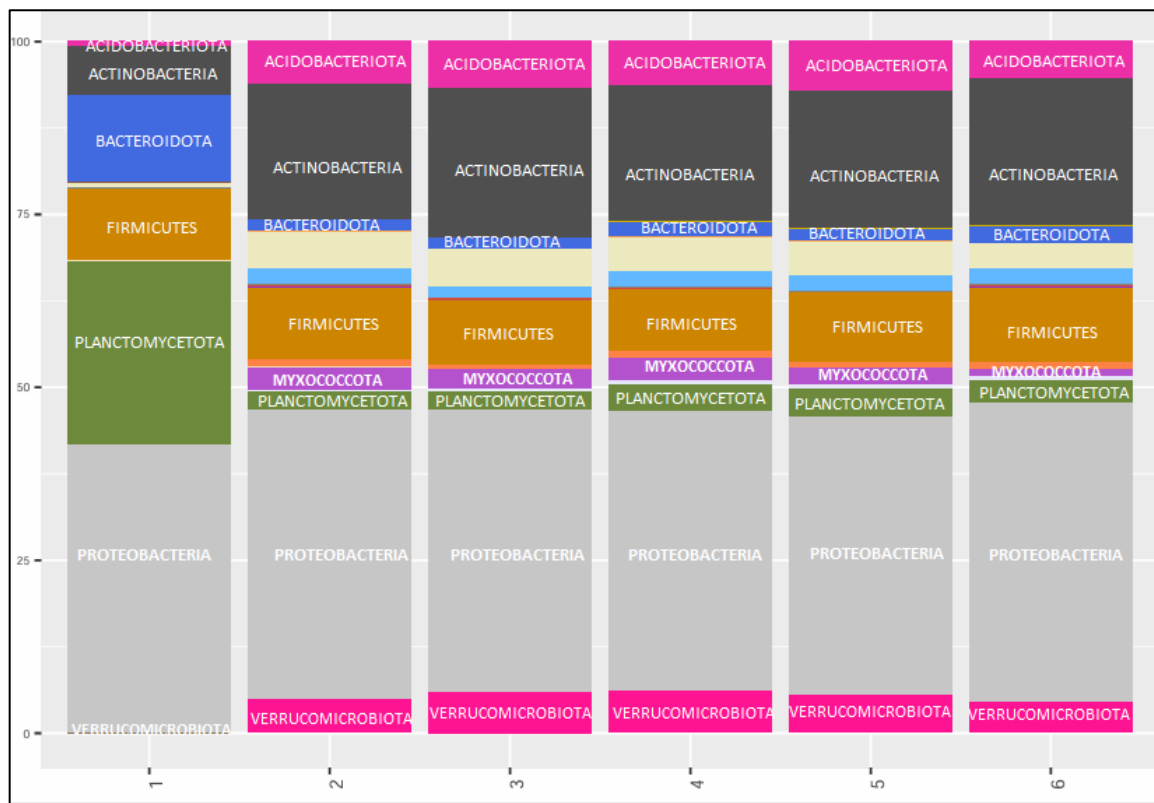 100
75
50
25
0
ACIDOBACTERIOTA
ACTINOBACTERIA
BACTEROIDOTA
FIRMICUTES
PLANCTOMYCETOTA
PROTEOBACTERIA
VERRUCOMICROBIOTA
ACIDOBACTERIOTA
ACTINOBACTERIA
BACTEROIDOTA
FIRMICUTES
MYXOCOCCOTA
PLANCTOMYCETOTA
PROTEOBACTERIA
VERRUCOMICROBIOTA
ACIDOBACTERIOTA
ACTINOBACTERIA
BACTEROIDOTA
FIRMICUTES
MYXOCOCCOTA
PLANCTOMYCETOTA
PROTEOBACTERIA
VERRUCOMICROBIOTA
ACIDOBACTERIOTA
ACTINOBACTERIA
BACTEROIDOTA
FIRMICUTES
MYXOCOCCOTA
PLANCTOMYCETOTA
PROTEOBACTERIA
VERRUCOMICROBIOTA
ACIDOBACTERIOTA
ACTINOBACTERIA
BACTEROIDOTA
FIRMICUTES
MYXOCOCCOTA
PLANCTOMYCETOTA
PROTEOBACTERIA
VERRUCOMICROBIOTA
ACIDOBACTERIOTA
ACTINOBACTERIA
BACTEROIDOTA
FIRMICUTES
MYXOCOCCOTA
PLANCTOMYCETOTA
PROTEOBACTERIA
VERRUCOMICROBIOTA
1
2
3
4
5
6